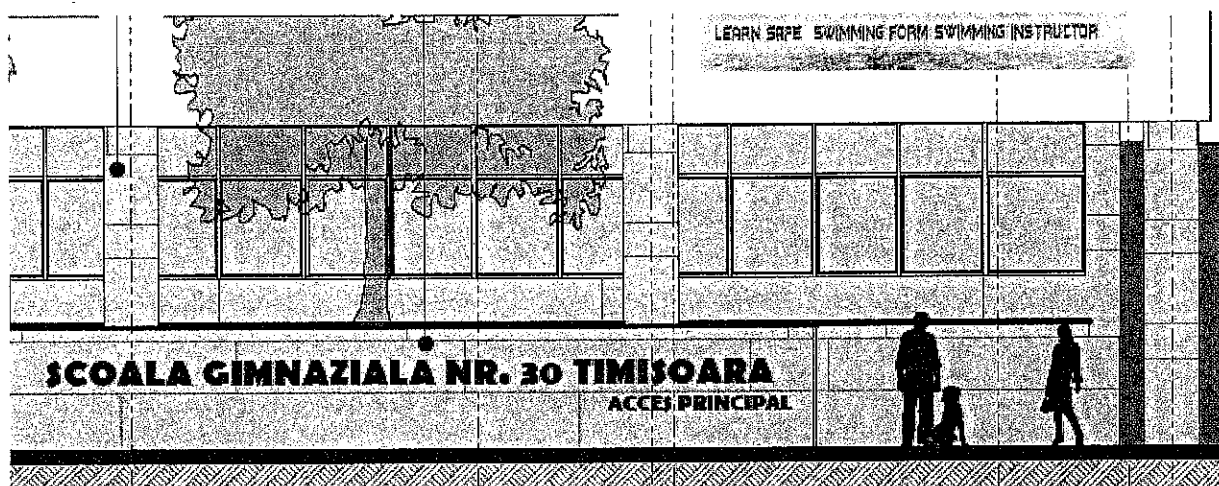 LEARN SAFE SWIMMING FORM SWIMMING INSTRUCTOR
SCOALA GIMNAZIALA NR. 30 TIMISOARA
ACCES PRINCIPAL